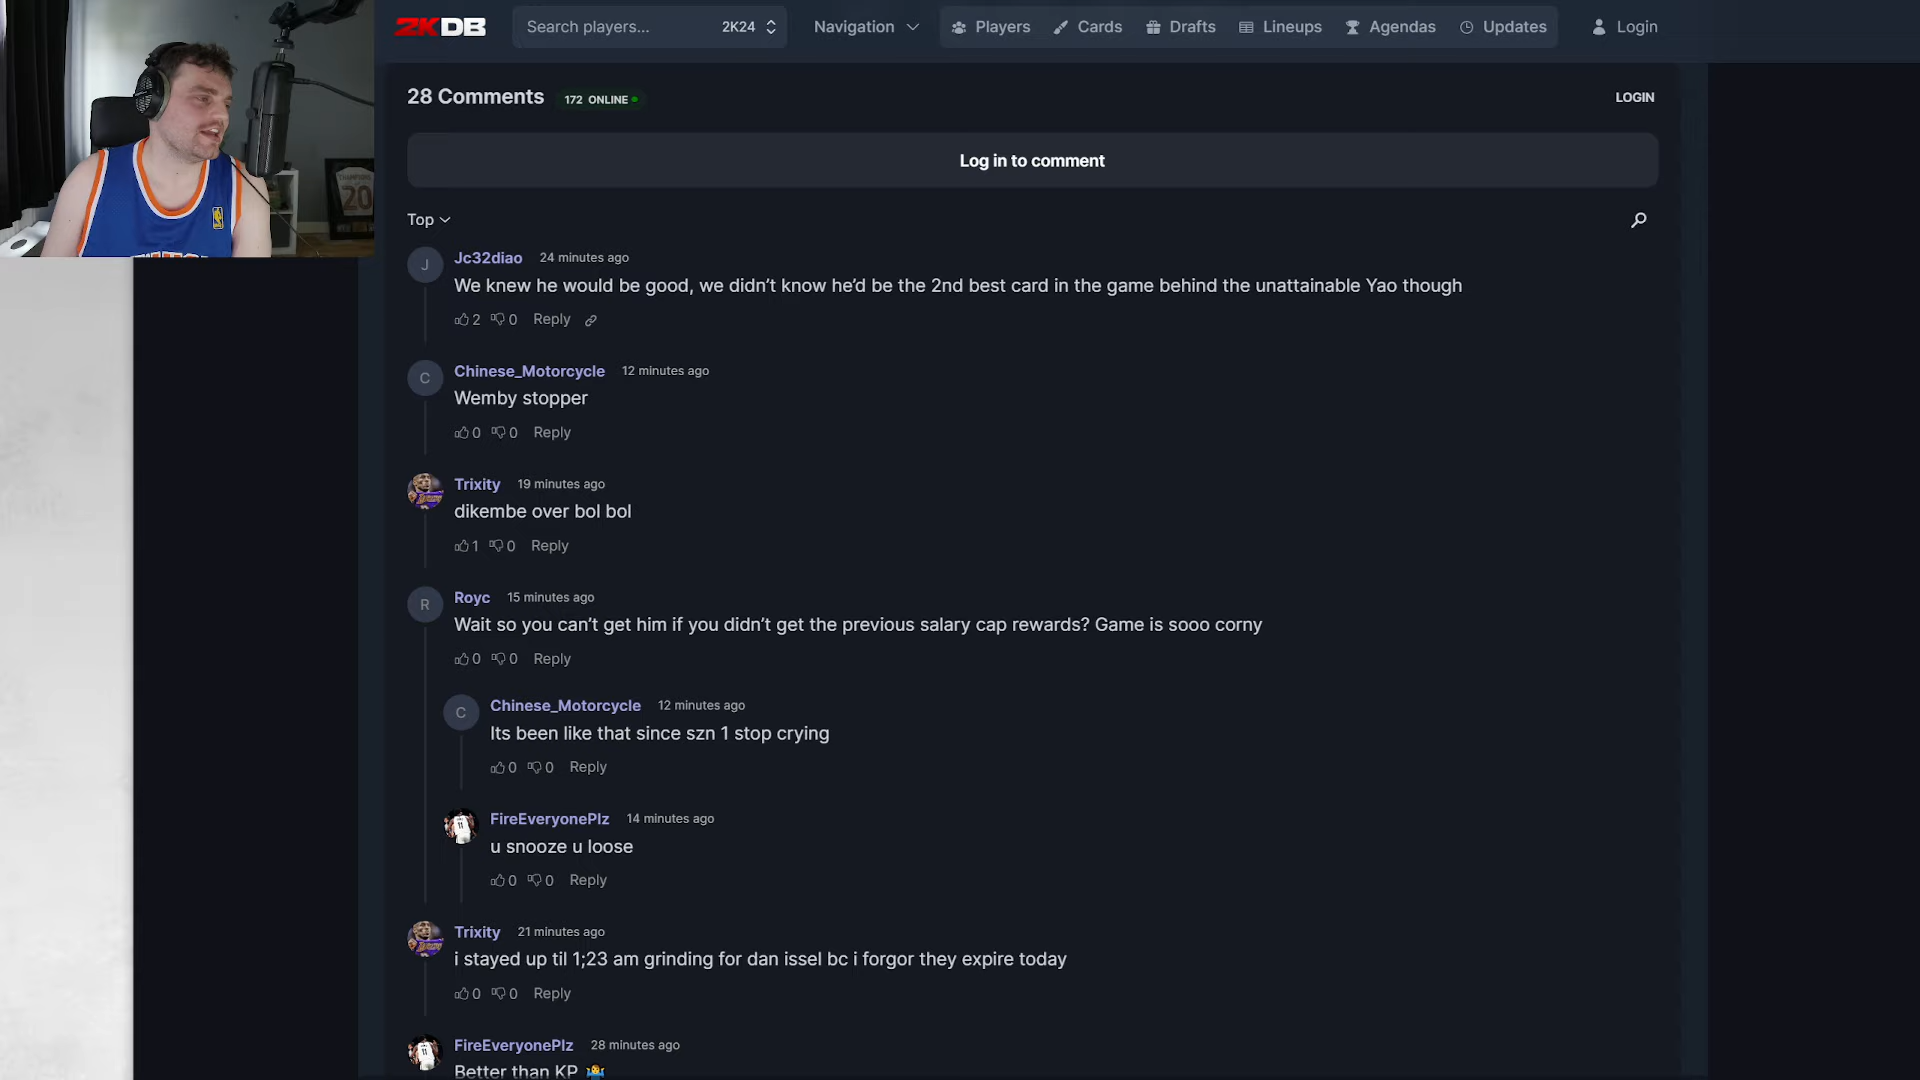 2KDB
Search players...
2K24
Navigation
Players
Cards
Drafts
Lineups
Agendas
Updates
Login
28 Comments
172 ONLINE
LOGIN
Log in to comment
Top
J
Jc32diao 24 minutes ago
We knew he would be good, we didn't know he'd be the 2nd best card in the game behind the unattainable Yao though
2 0 Reply
C
Chinese_Motorcycle 12 minutes ago
Wemby stopper
0 0 Reply
Trixity 19 minutes ago
dikembe over bol bol
1 0 Reply
R
Royc 15 minutes ago
Wait so you can't get him if you didn't get the previous salary cap rewards? Game is sooo corny
0 0 Reply
C
Chinese_Motorcycle 12 minutes ago
Its been like that since szn 1 stop crying
0 0 Reply
FireEveryonePlz 14 minutes ago
u snooze u loose
0 0 Reply
Trixity 21 minutes ago
i stayed up til 1;23 am grinding for dan issel bc i forgor they expire today
0 0 Reply
FireEveryonePlz 28 minutes ago
Better than KP 🤷‍♂️
20
11
11